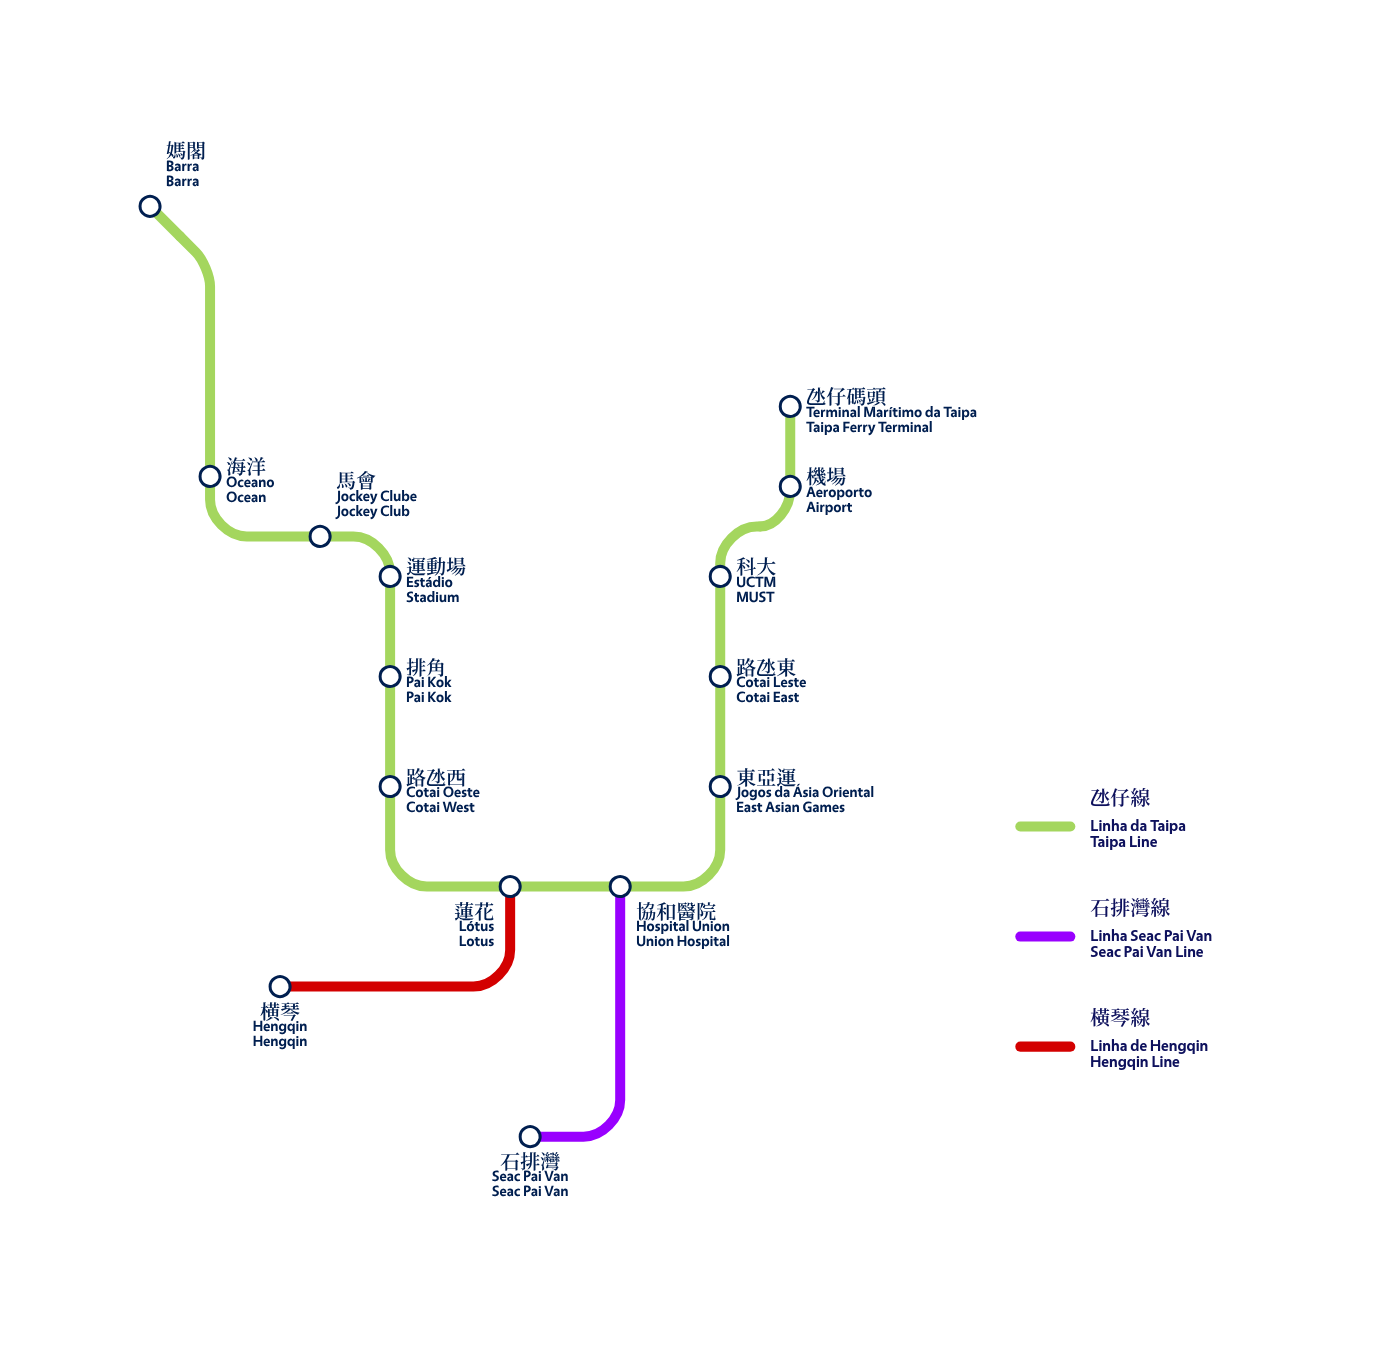 媽閣
Barra
Barra
氹仔碼頭
Terminal Marítimo da Taipa
Taipa Ferry Terminal
海洋
Oceano
Ocean
馬會
Jockey Clube
Jockey Club
機場
Aeroporto
Airport
運動場
Estádio
Stadium
科大
UCTM
MUST
排角
Pai Kok
Pai Kok
路氹東
Cotai Leste
Cotai East
路氹西
Cotai Oeste
Cotai West
東亞運
Jogos da Ásia Oriental
East Asian Games
氹仔線
Linha da Taipa
Taipa Line
蓮花
Lótus
Lotus
協和醫院
Hospital Union
Union Hospital
石排灣線
Linha Seac Pai Van
Seac Pai Van Line
橫琴
Hengqin
Hengqin
橫琴線
Linha de Hengqin
Hengqin Line
石排灣
Seac Pai Van
Seac Pai Van